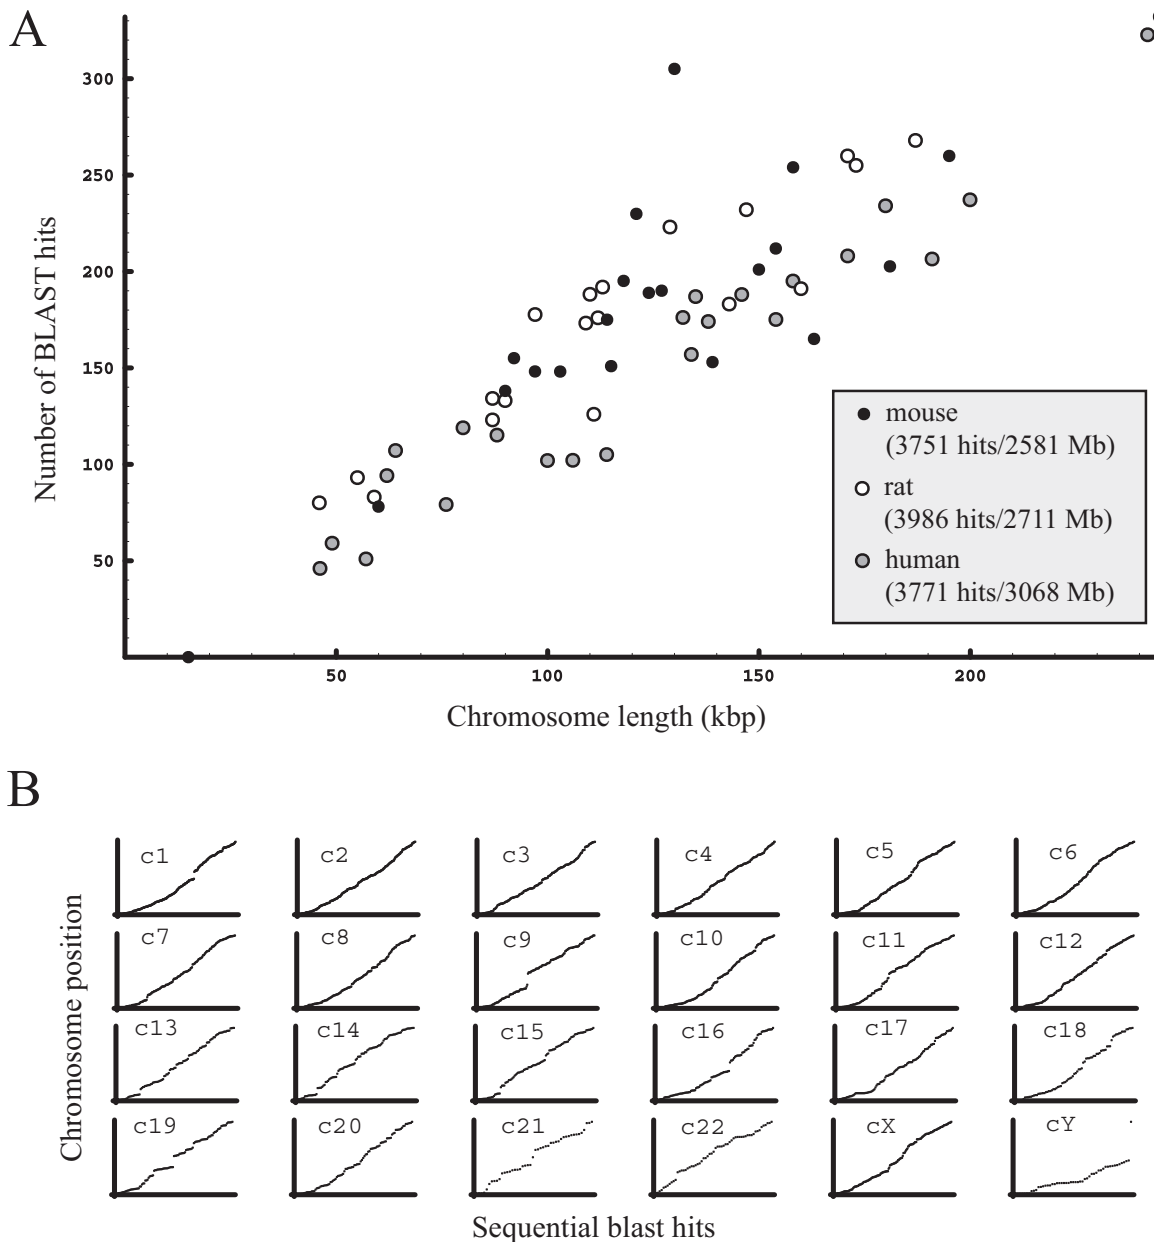 A
300
250
200
150
100
50
Number of BLAST hits
mouse
(3751 hits/2581 Mb)
rat
(3986 hits/2711 Mb)
human
(3771 hits/3068 Mb)
50 100 150 200
Chromosome length (kbp)
B
c1 c2 c3 c4 c5 c6
c7 c8 c9 c10 c11 c12
c13 c14 c15 c16 c17 c18
c19 c20 c21 c22 cX cY
Chromosome position
Sequential blast hits